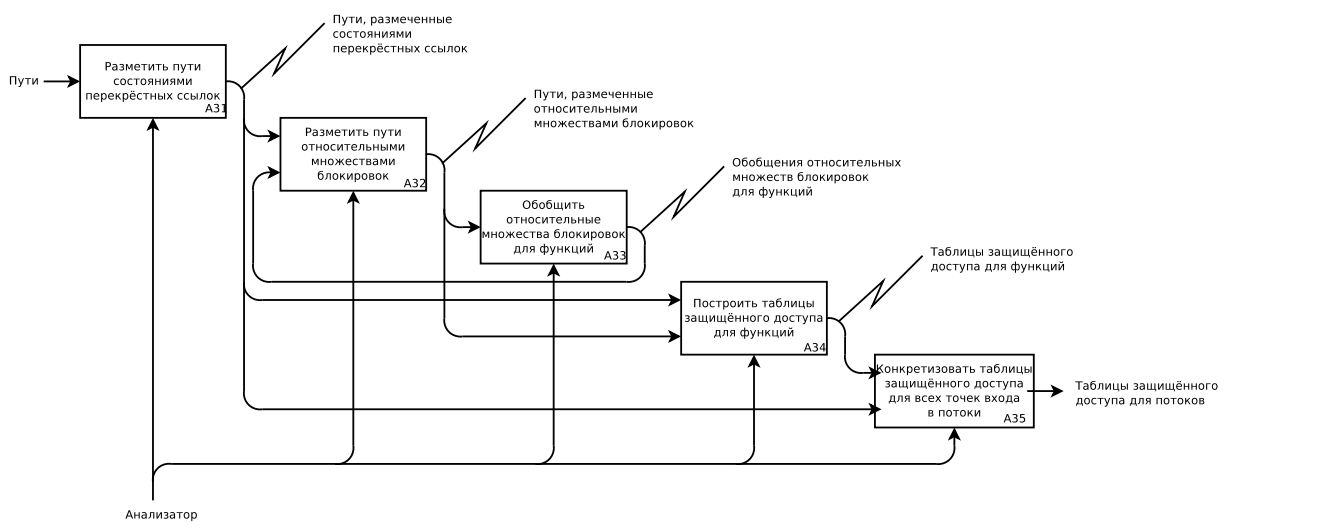 Пути, размеченные
состояниями
перекрёстных ссылок
Разметить пути
состояниями
перекрёстных ссылок
A31
Пути
Пути, размеченные
относительными
множествами блокировок
Разметить пути
относительными
множествами
блокировок
A32
Обобщения относительных
множеств блокировок
для функций
Обобщить
относительные
множества блокировок
для функций
A33
Таблицы защищённого
доступа для функций
Построить таблицы
защищённого доступа
для функций
A34
Конкретизовать таблицы
защищённого доступа
для всех точек входа
в потоки
A35
Таблицы защищённого
доступа для потоков
Анализатор